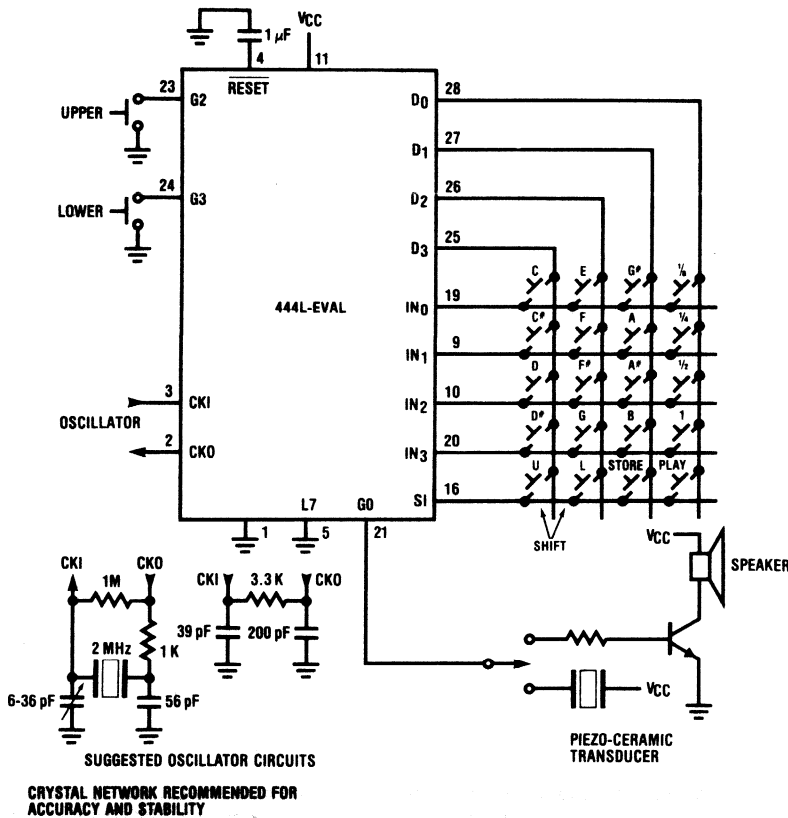 1 µF
VCC
4
11
RESET
23
G2
UPPER
24
G3
LOWER
444L-EVAL
D0
28
D1
27
D2
26
D3
25
C E G# 1/8
IN0
19
C# F A 1/4
IN1
9
D F# A# 1/2
IN2
10
D# G B 1
IN3
20
U L STORE PLAY
SI
16
SHIFT
3
CKI
OSCILLATOR
2
CKO
L7
G0
1
5
21
CKI
CKO
1M
2 MHz
1 K
6-36 pF
56 pF
CKI
3.3 K
CKO
39 pF
200 pF
VCC
SPEAKER
VCC
PIEZO-CERAMIC
TRANSDUCER
SUGGESTED OSCILLATOR CIRCUITS
CRYSTAL NETWORK RECOMMENDED FOR
ACCURACY AND STABILITY